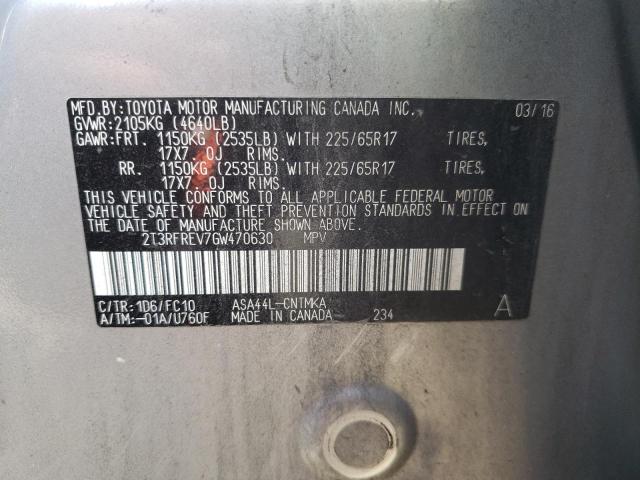 MFD.BY:TOYOTA MOTOR MANUFACTURING CANADA INC. 03/16
GVWR:2105KG (4640LB)
GAWR:FRT. 1150KG (2535LB) WITH 225/65R17 TIRES,
17X7.0J RIMS.
RR. 1150KG (2535LB) WITH 225/65R17 TIRES,
17X7.0J RIMS.
THIS VEHICLE CONFORMS TO ALL APPLICABLE FEDERAL MOTOR
VEHICLE SAFETY AND THEFT PREVENTION STANDARDS IN EFFECT ON
THE DATE OF MANUFACTURE SHOWN ABOVE.
2T3RFREV7GW470630 MPV
C/TR:1D6/FC10 ASA44L-CNTMKA
A/TM:-01A/U760F MADE IN CANADA 234 A